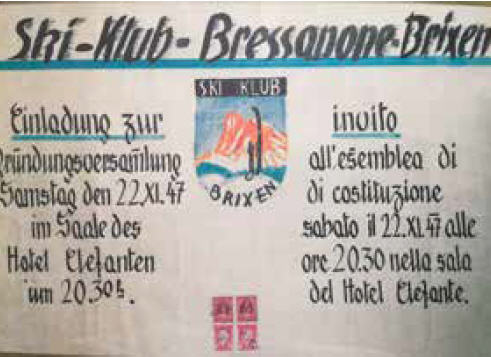 Ski-Klub-Bressanone-Brixen
SKI KLUB
BRIXEN
Einladung zur
Gründungsversam̄lung
Samstag den 22.XI.47
im Saale des
Hotel Elefanten
um 20.30 h.
invito
all'esemblea di
di costituzione
sabato il 22.XI.47 alle
ore 20.30 nella sala
del Hotel Elefante.